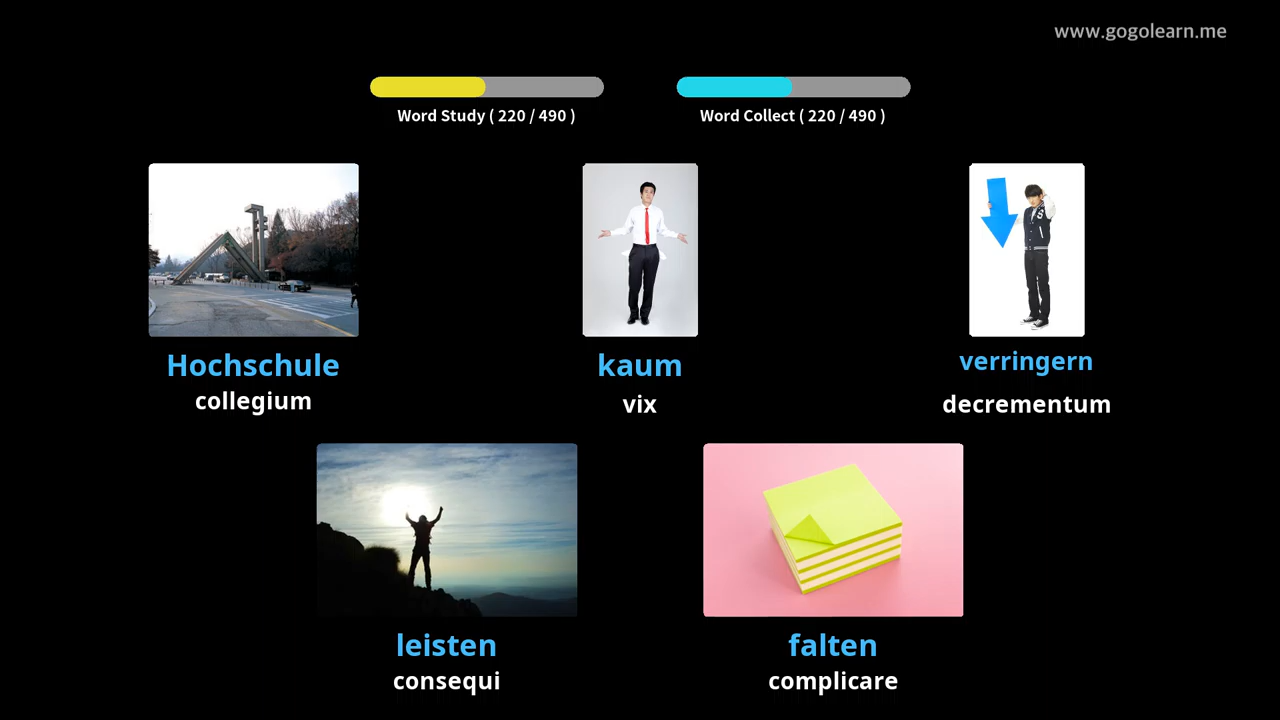 www.gogolearn.me
Word Study ( 220 / 490 )
Word Collect ( 220 / 490 )
Hochschule
collegium
kaum
vix
verringern
decrementum
leisten
consequi
falten
complicare